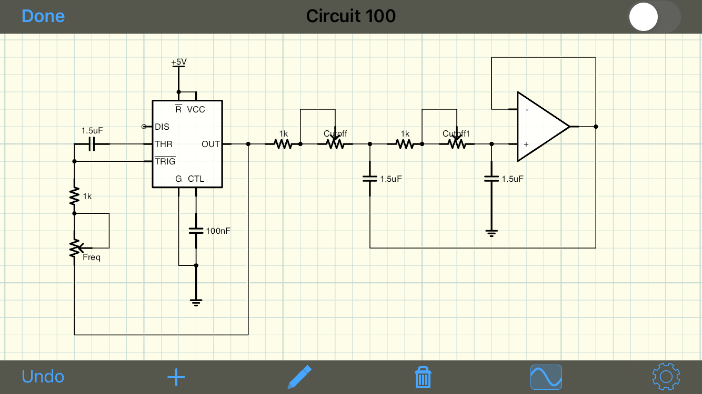 Done
Circuit 100
+5V
R VCC
DIS
THR
TRIG
OUT
G CTL
1.5uF
1k
Freq
100nF
1k
Cutoff
1k
Cutoff1
1.5uF
1.5uF
-
+
Undo